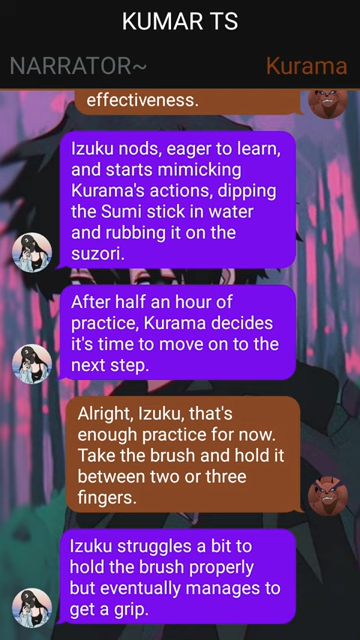 KUMAR TS
NARRATOR~ Kurama
effectiveness.
Izuku nods, eager to learn,
and starts mimicking
Kurama's actions, dipping
the Sumi stick in water
and rubbing it on the
suzori.
After half an hour of
practice, Kurama decides
it's time to move on to the
next step.
Alright, Izuku, that's
enough practice for now.
Take the brush and hold it
between two or three
fingers.
Izuku struggles a bit to
hold the brush properly
but eventually manages to
get a grip.